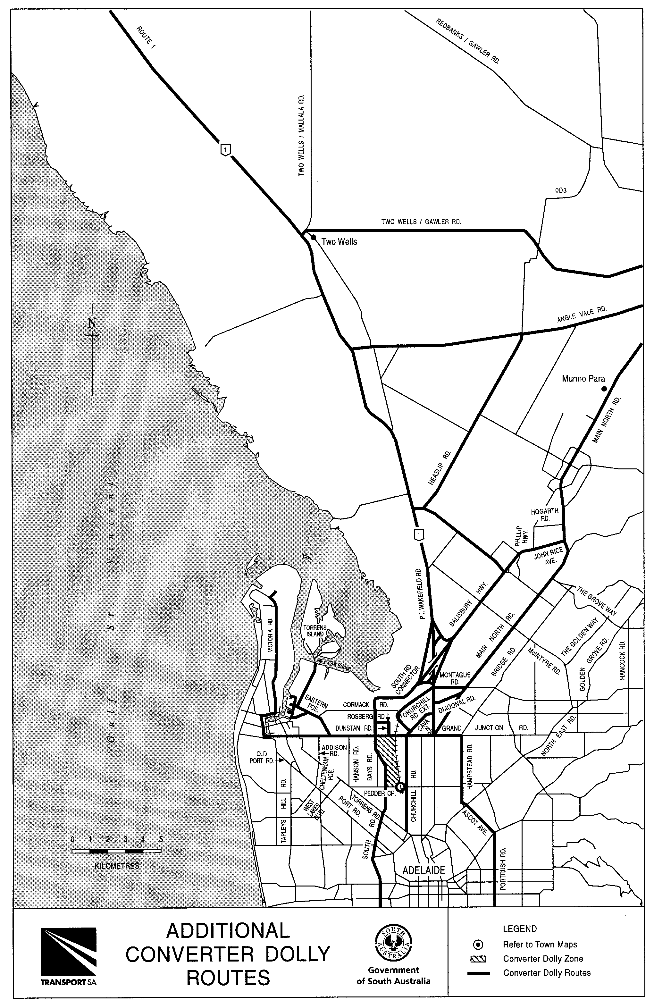 ROUTE 1
REDBANKS / GAWLER RD.
TWO WELLS / MALLALA RD.
1
0D3
TWO WELLS / GAWLER RD.
Two Wells
ANGLE VALE RD.
N
Munno Para
MAIN NORTH RD.
HEASLIP RD.
HOGARTH
RD.
PHILLIP
HWY.
1
JOHN RICE
AVE.
Gulf St. Vincent
PT. WAKEFIELD RD.
SALISBURY HWY.
THE GROVE WAY
VICTORIA RD.
TORRENS
ISLAND
MAIN NORTH RD.
THE GOLDEN WAY
GOLDEN GROVE RD.
HANCOCK RD.
BRIDGE RD.
McINTYRE RD.
ETSA Bridge
SOUTH RD.
CONNECTOR
MONTAGUE
RD.
EASTERN
PDE.
CORMACK RD.
CHURCHILL
RD. EXT.
DIAGONAL RD.
ROSBERG RD.
DUNSTAN RD.
CAVAN
RD.
GRAND JUNCTION RD.
NORTH EAST RD.
OLD
PORT RD.
ADDISON
RD.
CHELTENHAM
PDE.
HANSON RD.
DAYS RD.
CHURCHILL RD.
HAMPSTEAD RD.
PEDDER CR.
TAPLEYS HILL RD.
WEST
LAKES
BLVD.
TORRENS RD.
PORT RD.
SOUTH RD.
ASCOT AVE.
PORTRUSH RD.
ADELAIDE
0 1 2 3 4 5
KILOMETRES
TRANSPORT SA
ADDITIONAL
CONVERTER DOLLY
ROUTES
SOUTH
AUSTRALIA
Government
of South Australia
LEGEND
Refer to Town Maps
Converter Dolly Zone
Converter Dolly Routes